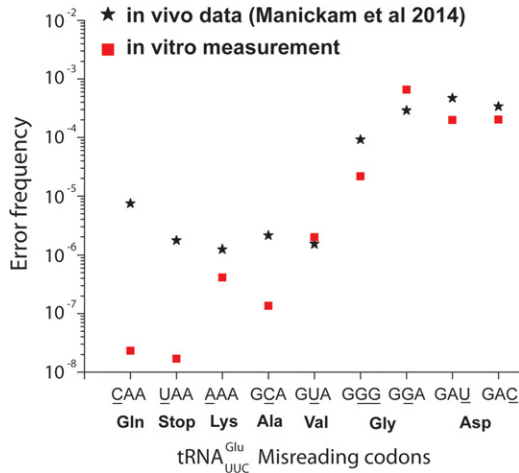 ★ in vivo data (Manickam et al 2014)
■ in vitro measurement
Error frequency
10⁻²
10⁻³
10⁻⁴
10⁻⁵
10⁻⁶
10⁻⁷
10⁻⁸
CAA UAA AAA GCA GUA GGG GGA GAU GAC
Gln Stop Lys Ala Val Gly Asp
tRNA Glu UUC Misreading codons